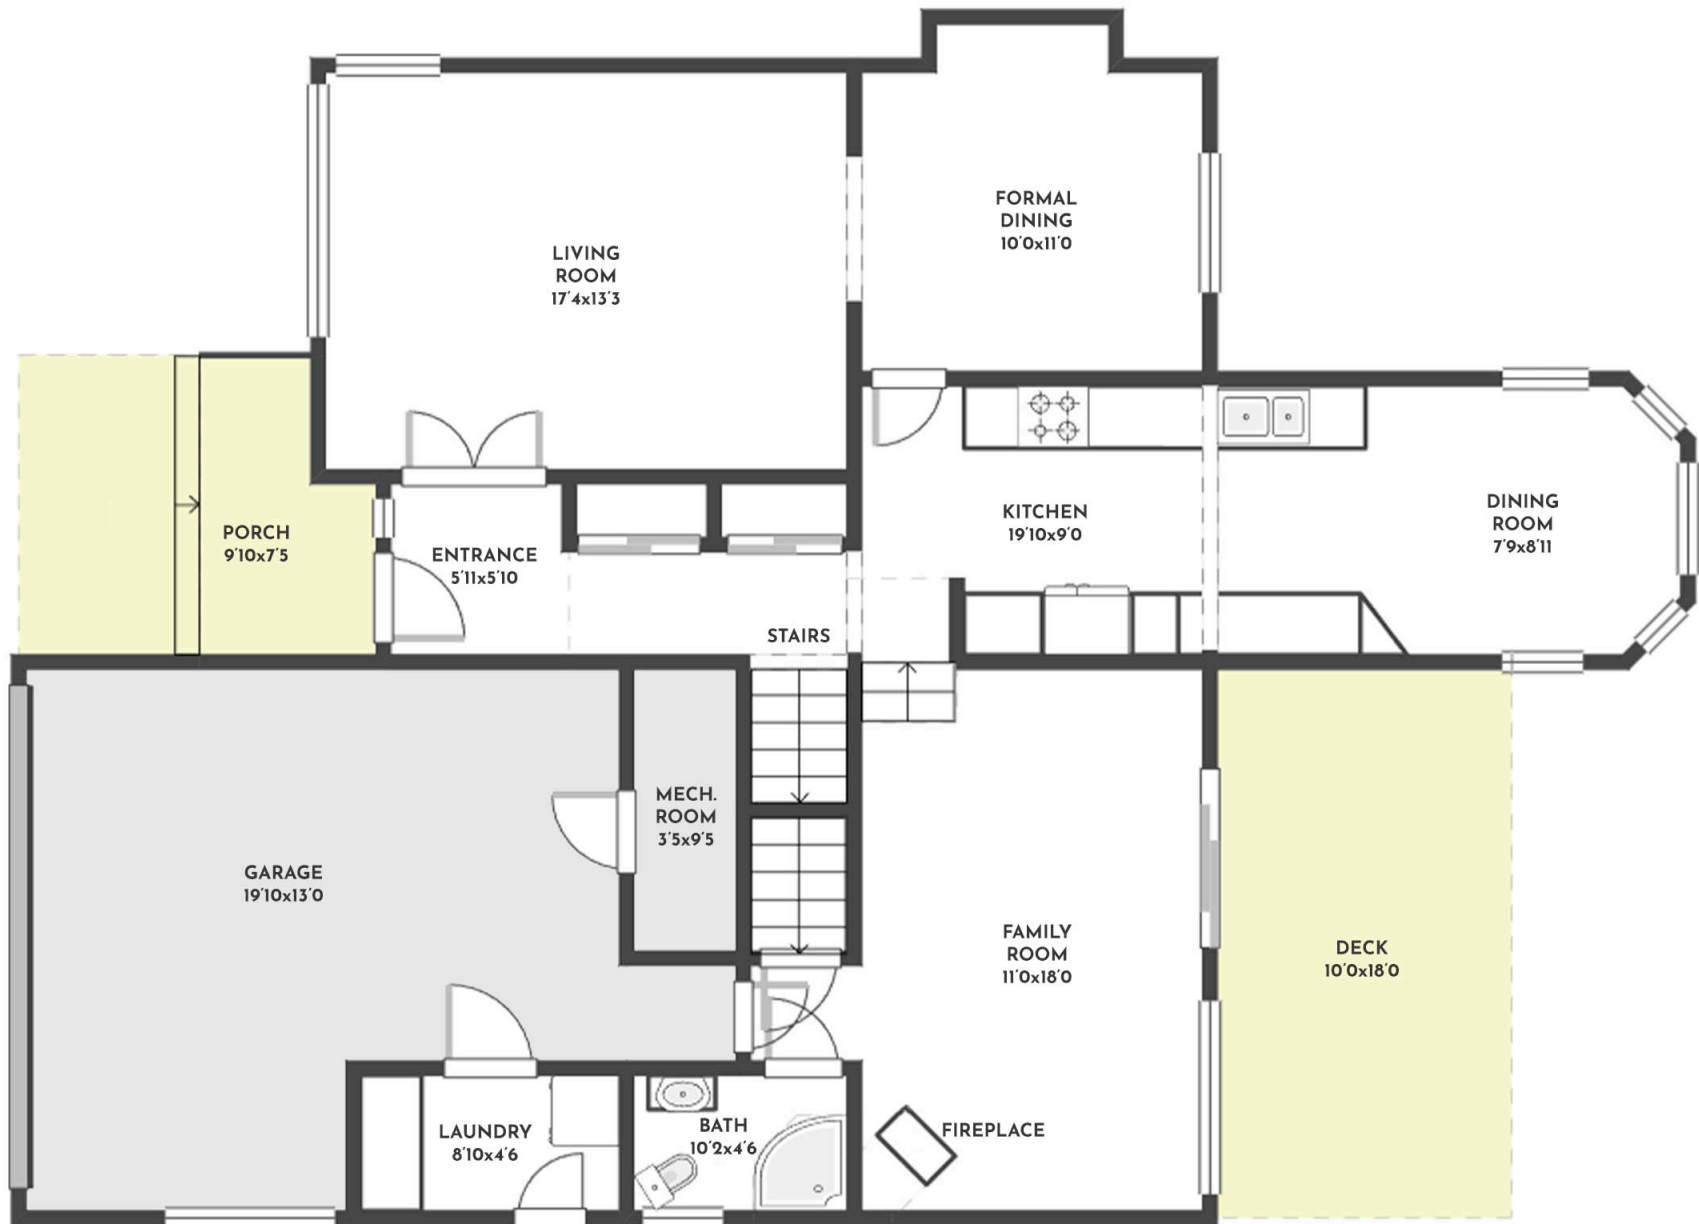 FORMAL
DINING
10'0x11'0
LIVING
ROOM
17'4x13'3
PORCH
9'10x7'5
ENTRANCE
5'11x5'10
KITCHEN
19'10x9'0
DINING
ROOM
7'9x8'11
STAIRS
MECH.
ROOM
3'5x9'5
GARAGE
19'10x13'0
FAMILY
ROOM
11'0x18'0
DECK
10'0x18'0
LAUNDRY
8'10x4'6
BATH
10'2x4'6
FIREPLACE